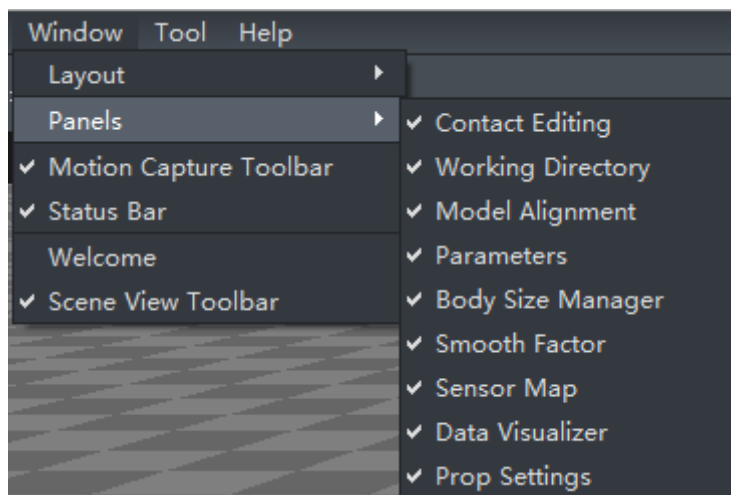 Window Tool Help
Layout
Panels
Motion Capture Toolbar
Status Bar
Welcome
Scene View Toolbar
Contact Editing
Working Directory
Model Alignment
Parameters
Body Size Manager
Smooth Factor
Sensor Map
Data Visualizer
Prop Settings